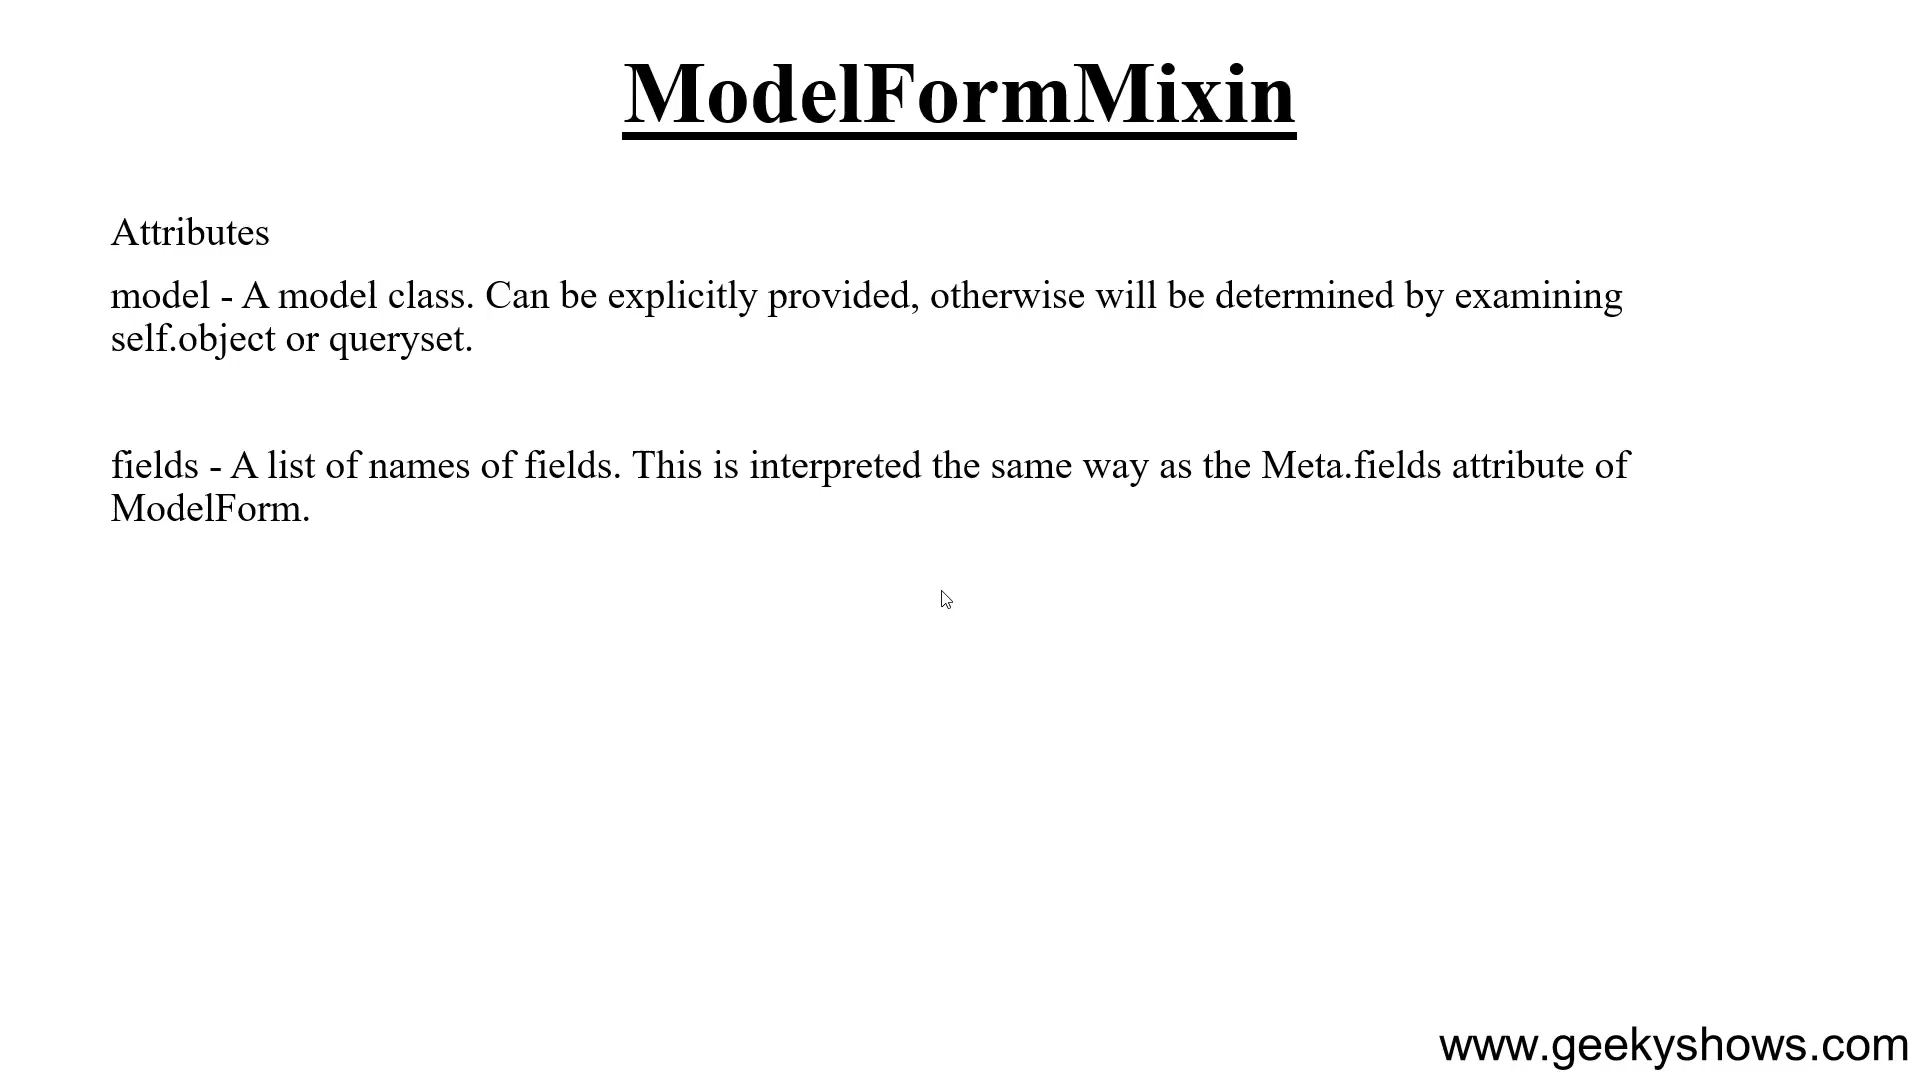 ModelFormMixin
Attributes
model - A model class. Can be explicitly provided, otherwise will be determined by examining
self.object or queryset.
fields - A list of names of fields. This is interpreted the same way as the Meta.fields attribute of
ModelForm.
www.geekyshows.com